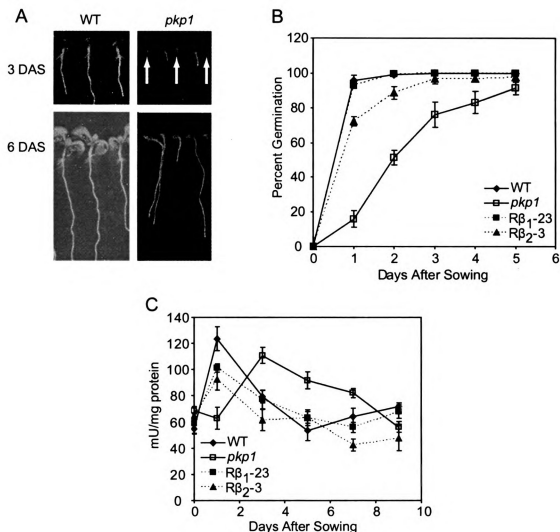 A
WT
pkp1
3 DAS
6 DAS
B
Percent Germination
120
100
80
60
40
20
0
0 1 2 3 4 5 6
Days After Sowing
WT
pkp1
Rβ1-23
Rβ2-3
C
mU/mg protein
140
120
100
80
60
40
20
0
0 2 4 6 8 10
Days After Sowing
WT
pkp1
Rβ1-23
Rβ2-3